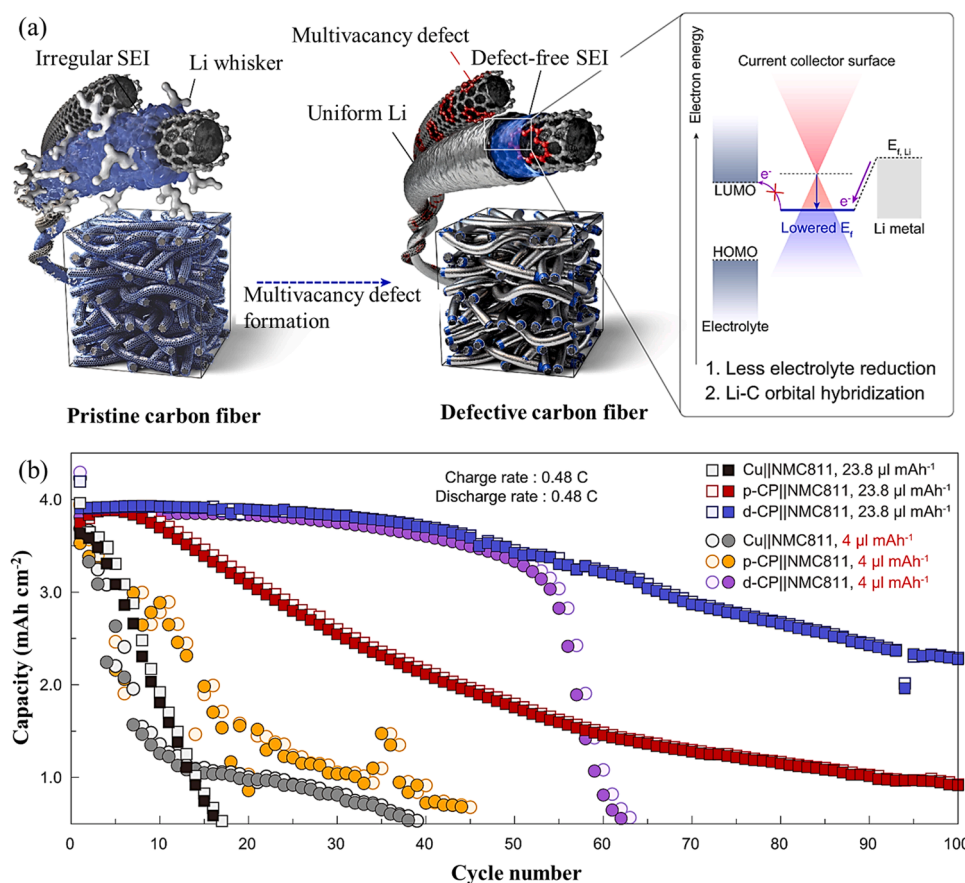 (a)
Multivacancy defect
Irregular SEI
Li whisker
Defect-free SEI
Uniform Li
Multivacancy defect
formation
Pristine carbon fiber
Defective carbon fiber
Electron energy
Current collector surface
E_f, Li
LUMO
e⁻
e⁻
Lowered E_f
Li metal
HOMO
Electrolyte
1. Less electrolyte reduction
2. Li-C orbital hybridization
(b)
Charge rate : 0.48 C
Discharge rate : 0.48 C
Cu||NMC811, 23.8 µl mAh⁻¹
p-CP||NMC811, 23.8 µl mAh⁻¹
d-CP||NMC811, 23.8 µl mAh⁻¹
Cu||NMC811, 4 µl mAh⁻¹
p-CP||NMC811, 4 µl mAh⁻¹
d-CP||NMC811, 4 µl mAh⁻¹
Capacity (mAh cm⁻²)
4.0
3.0
2.0
1.0
0 10 20 30 40 50 60 70 80 90 100
Cycle number